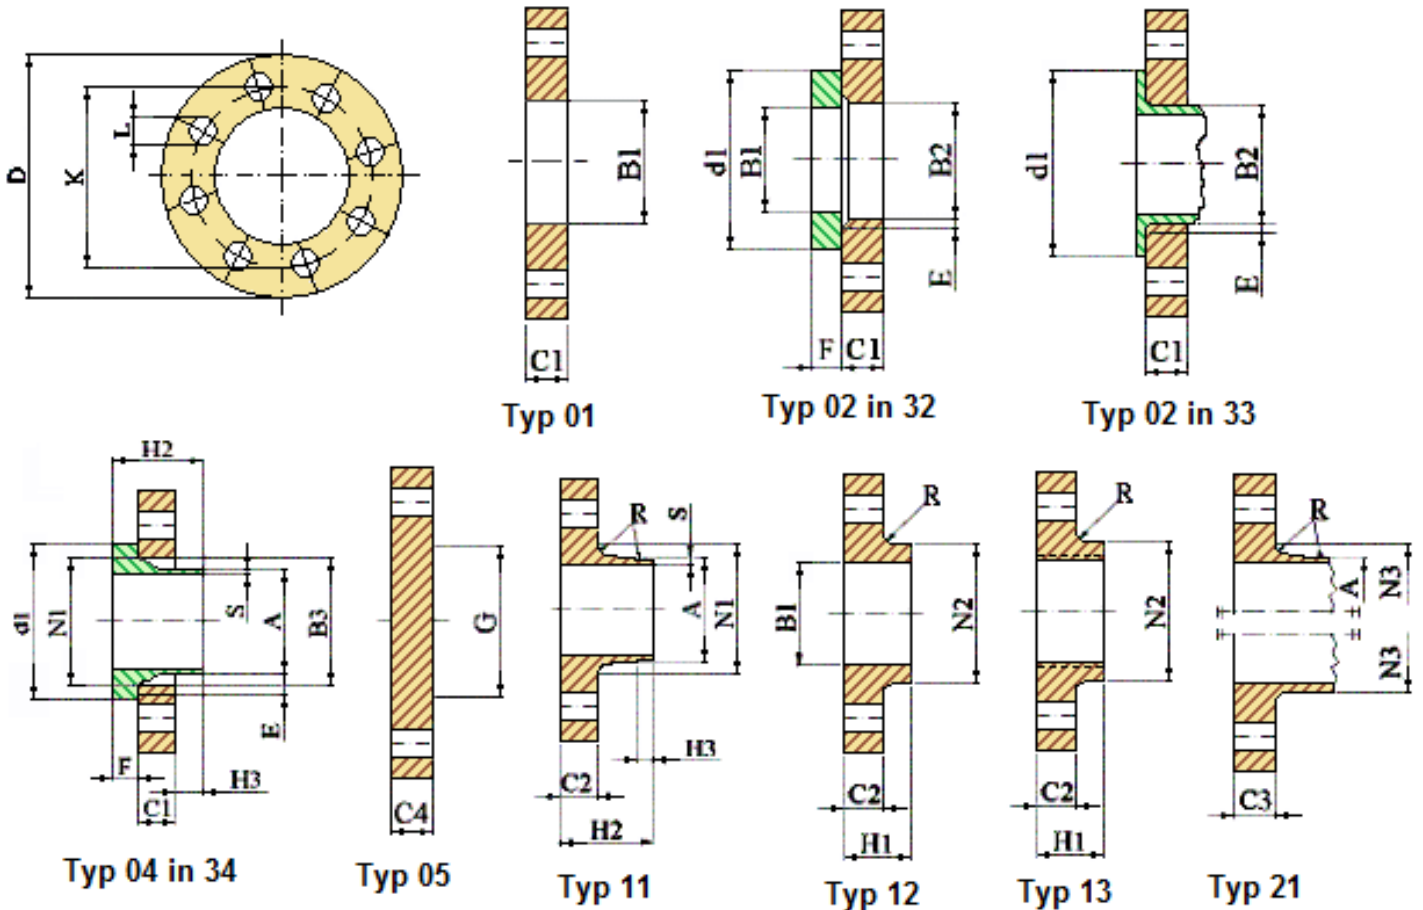 D
K
L
B1
C1
Typ 01
d1
B1
B2
E
F
C1
Typ 02 in 32
d1
B2
E
C1
Typ 02 in 33
H2
d1
N1
S
A
B3
E
F
H3
C1
Typ 04 in 34
G
C4
Typ 05
R
S
A
N1
H3
C2
H2
Typ 11
R
B1
N2
C2
H1
Typ 12
R
N2
C2
H1
Typ 13
R
A
N3
N3
C3
Typ 21